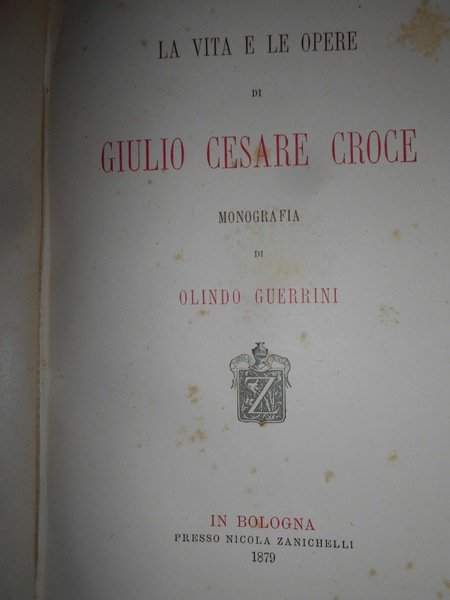 LA VITA E LE OPERE
DI
GIULIO CESARE CROCE
MONOGRAFIA
DI
OLINDO GUERRINI
Z
IN BOLOGNA
PRESSO NICOLA ZANICHELLI
1879